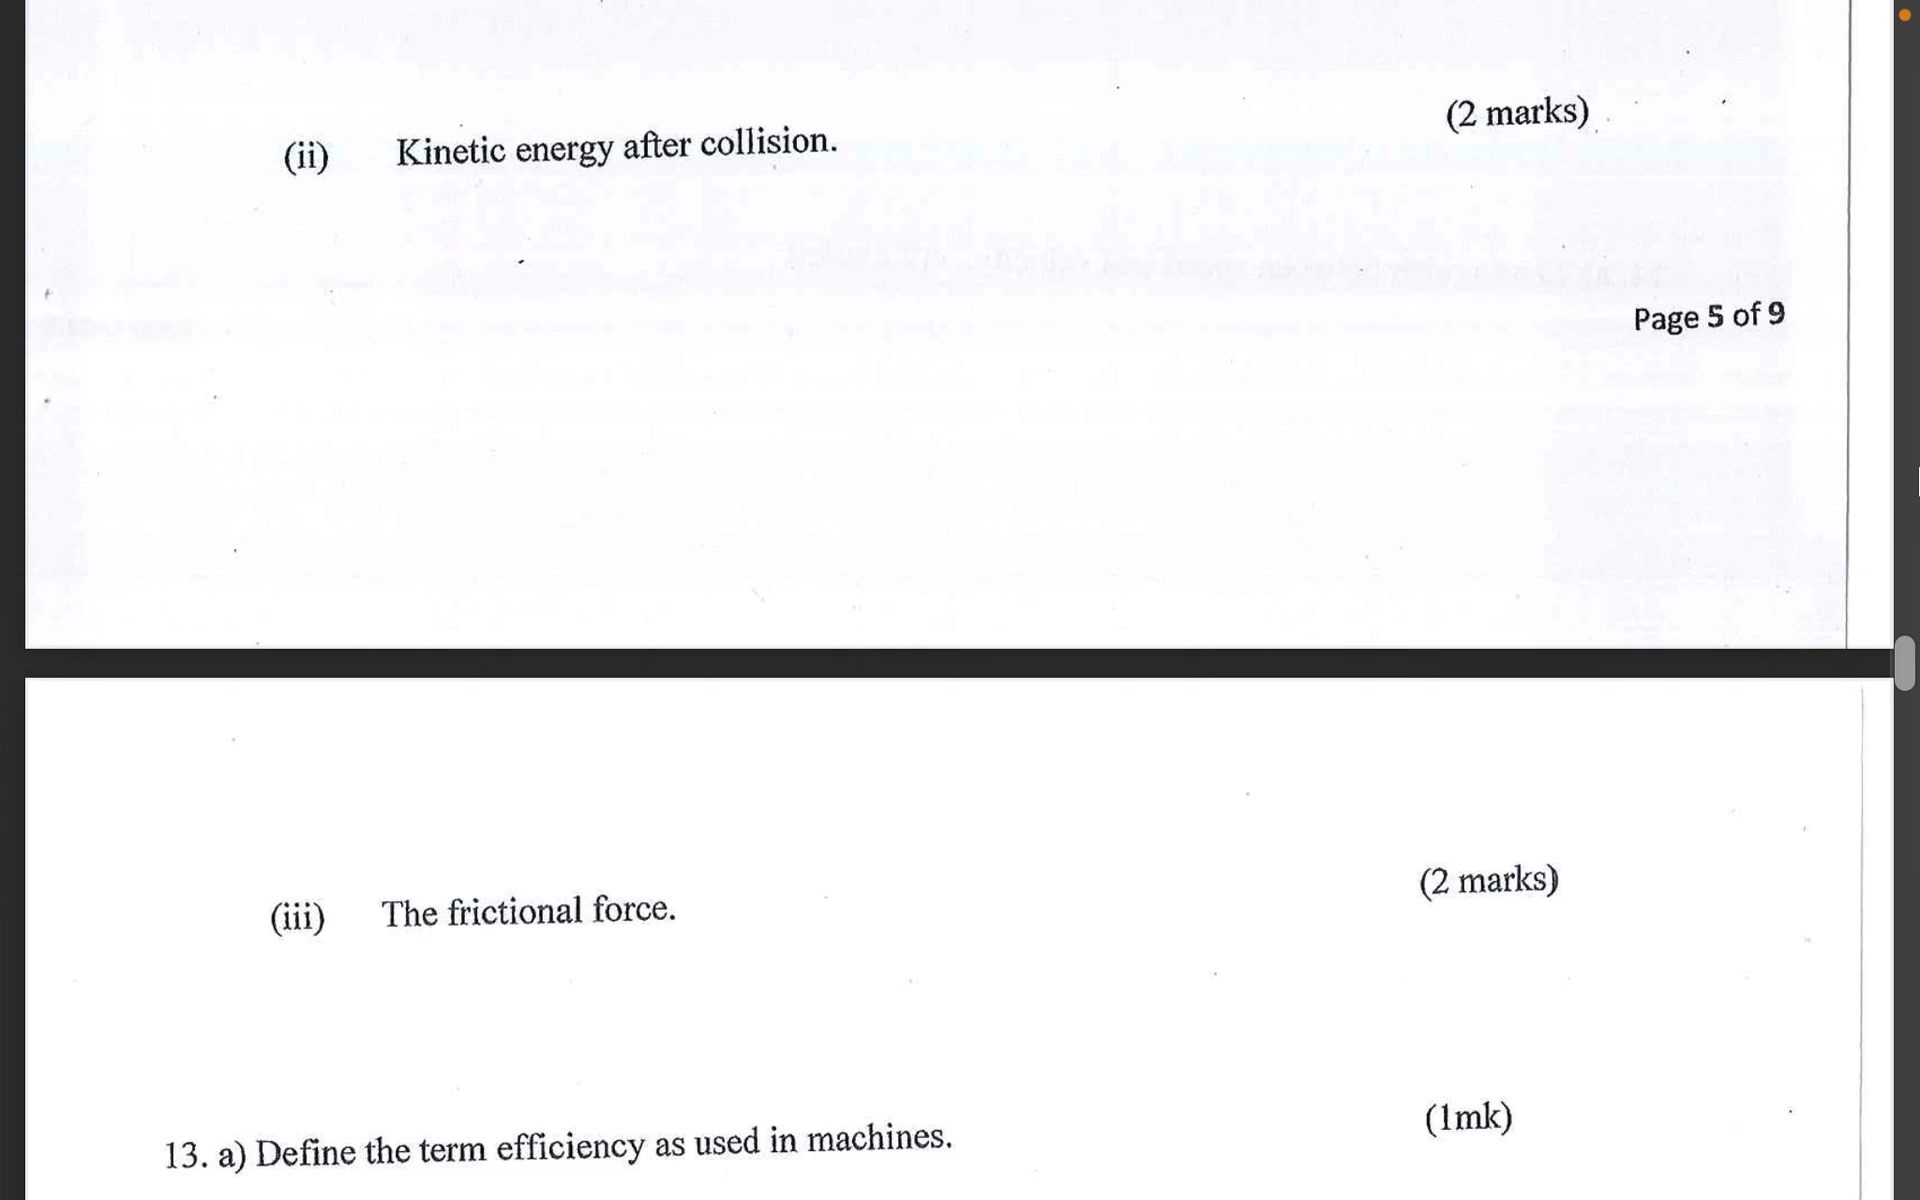 (ii) Kinetic energy after collision. (2 marks)
Page 5 of 9
(iii) The frictional force. (2 marks)
13. a) Define the term efficiency as used in machines. (1mk)